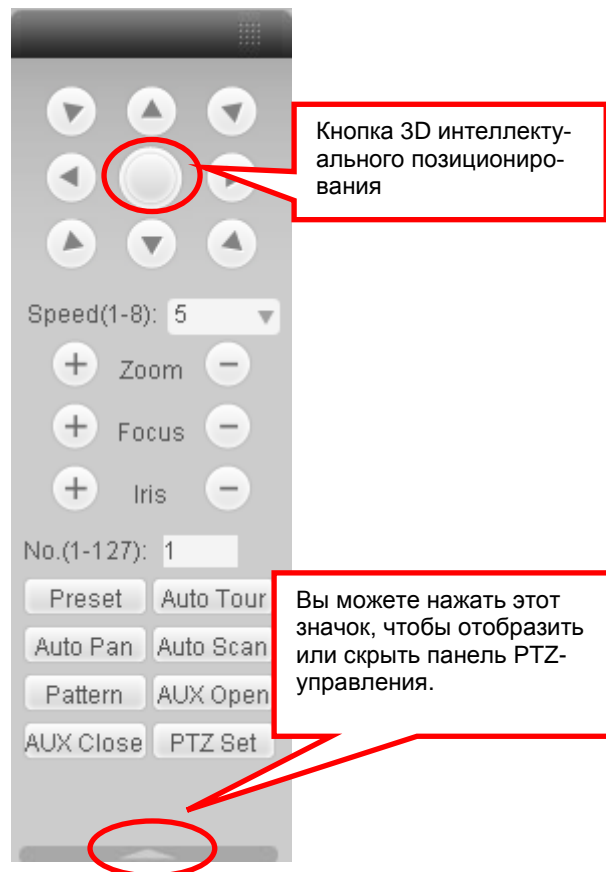 Кнопка 3D интеллекту-
ального позициониро-
вания
Speed(1-8): 5
+ Zoom −
+ Focus −
+ Iris −
No.(1-127): 1
Preset Auto Tour
Auto Pan Auto Scan
Pattern AUX Open
AUX Close PTZ Set
Вы можете нажать этот
значок, чтобы отобразить
или скрыть панель PTZ-
управления.